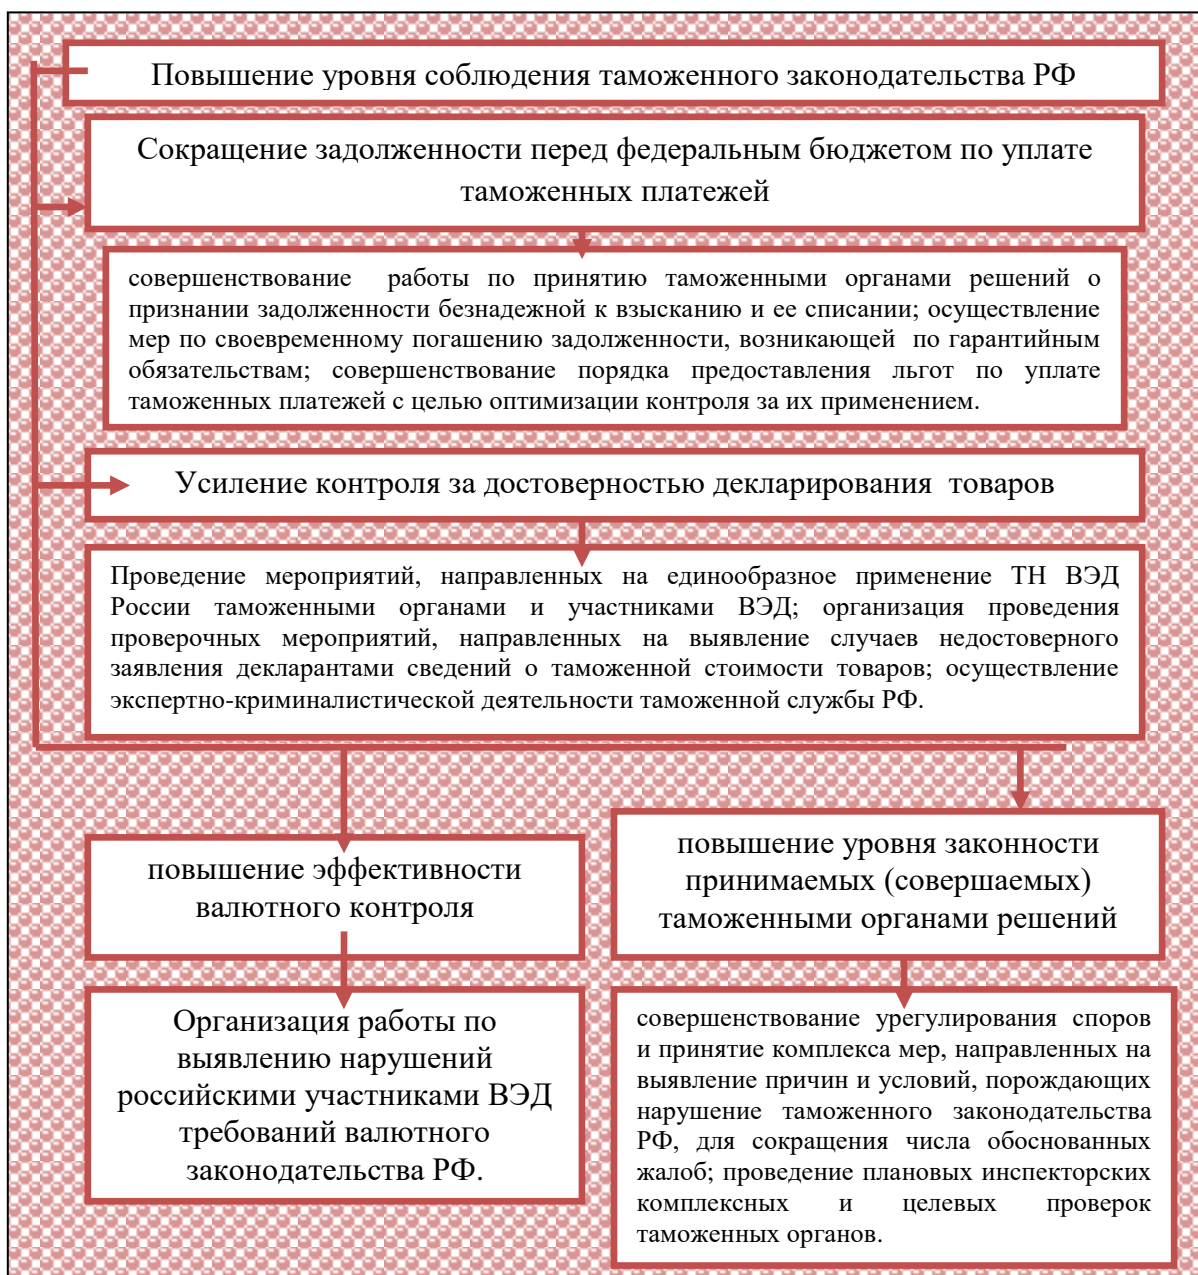 Повышение уровня соблюдения таможенного законодательства РФ
Сокращение задолженности перед федеральным бюджетом по уплате
таможенных платежей
совершенствование работы по принятию таможенными органами решений о
признании задолженности безнадежной к взысканию и ее списании; осуществление
мер по своевременному погашению задолженности, возникающей по гарантийным
обязательствам; совершенствование порядка предоставления льгот по уплате
таможенных платежей с целью оптимизации контроля за их применением.
Усиление контроля за достоверностью декларирования товаров
Проведение мероприятий, направленных на единообразное применение ТН ВЭД
России таможенными органами и участниками ВЭД; организация проведения
проверочных мероприятий, направленных на выявление случаев недостоверного
заявления декларантами сведений о таможенной стоимости товаров; осуществление
экспертно-криминалистической деятельности таможенной службы РФ.
повышение эффективности
валютного контроля
Организация работы по
выявлению нарушений
российскими участниками ВЭД
требований валютного
законодательства РФ.
повышение уровня законности
принимаемых (совершаемых)
таможенными органами решений
совершенствование урегулирования споров
и принятие комплекса мер, направленных на
выявление причин и условий, порождающих
нарушение таможенного законодательства
РФ, для сокращения числа обоснованных
жалоб; проведение плановых инспекторских
комплексных и целевых проверок
таможенных органов.